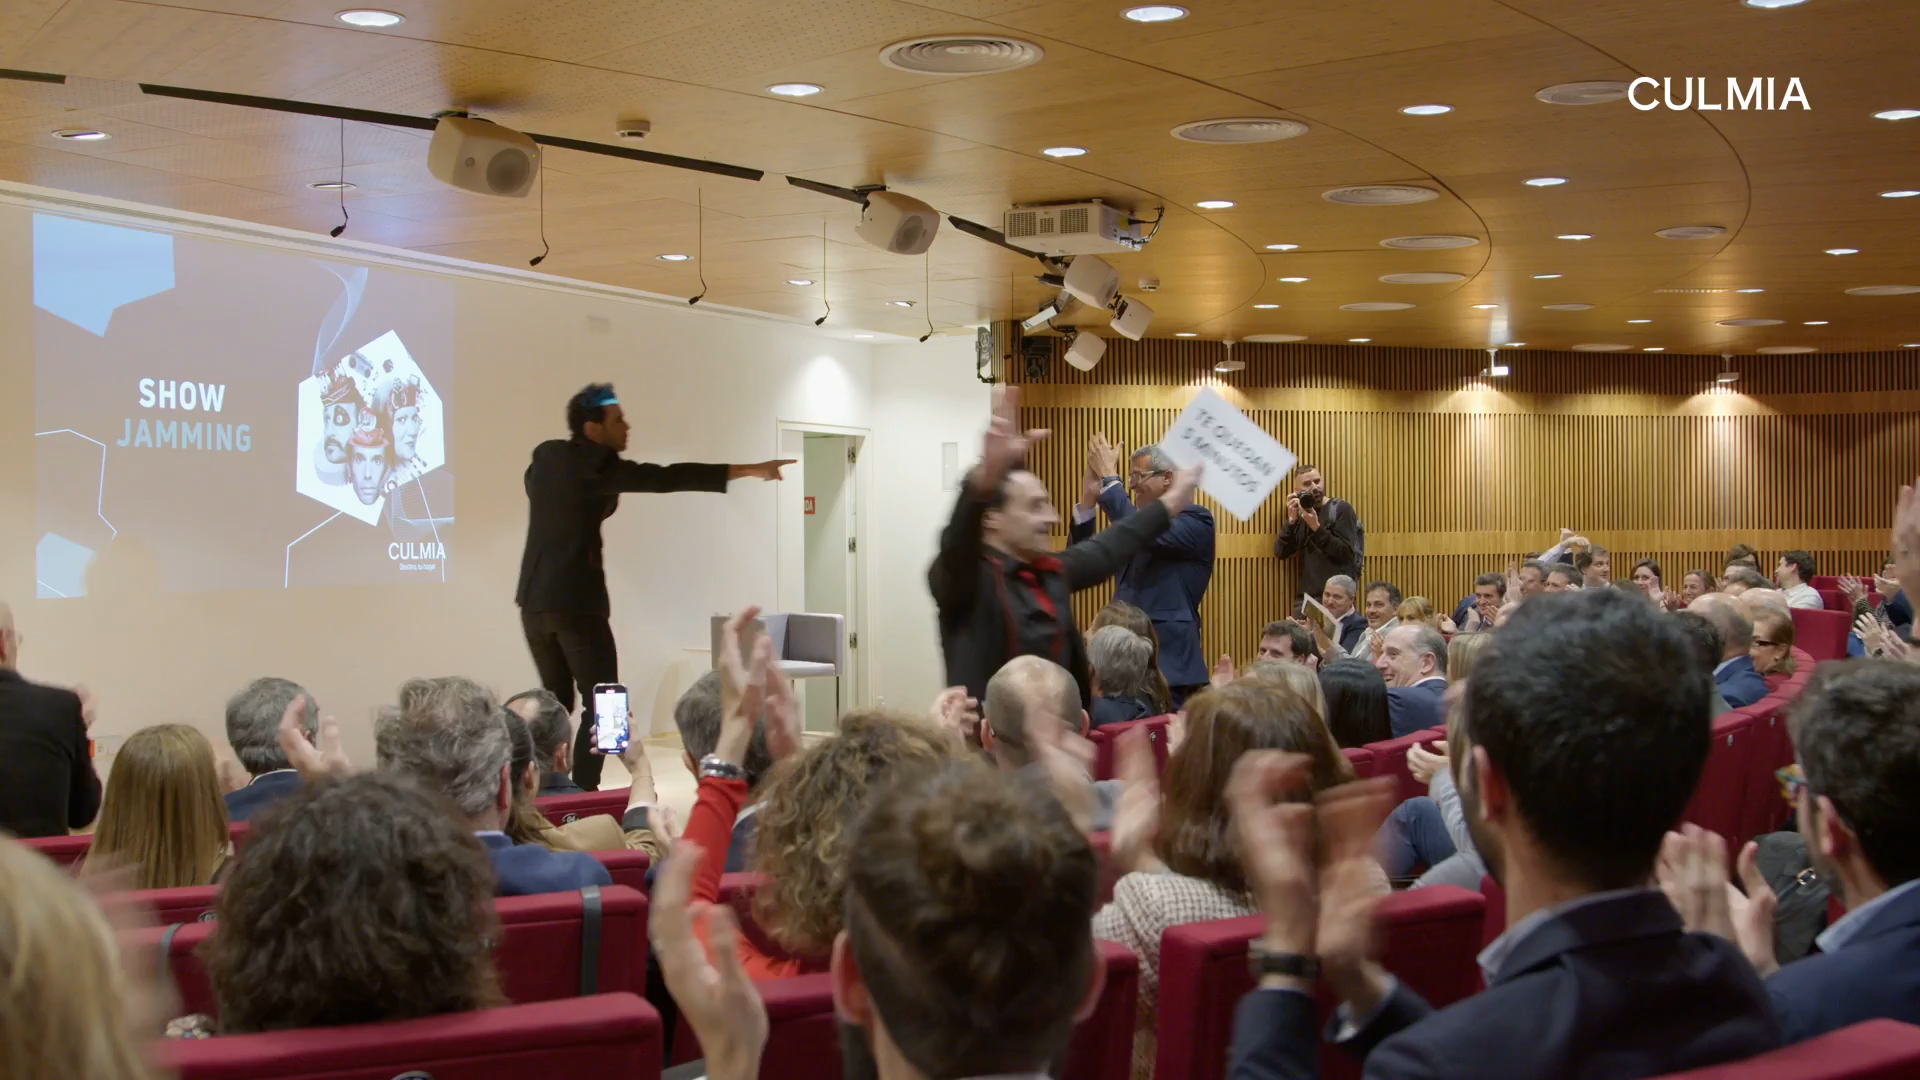 CULMIA
SHOW
JAMMING
CULMIA
TE QUEDAN
5 MINUTOS